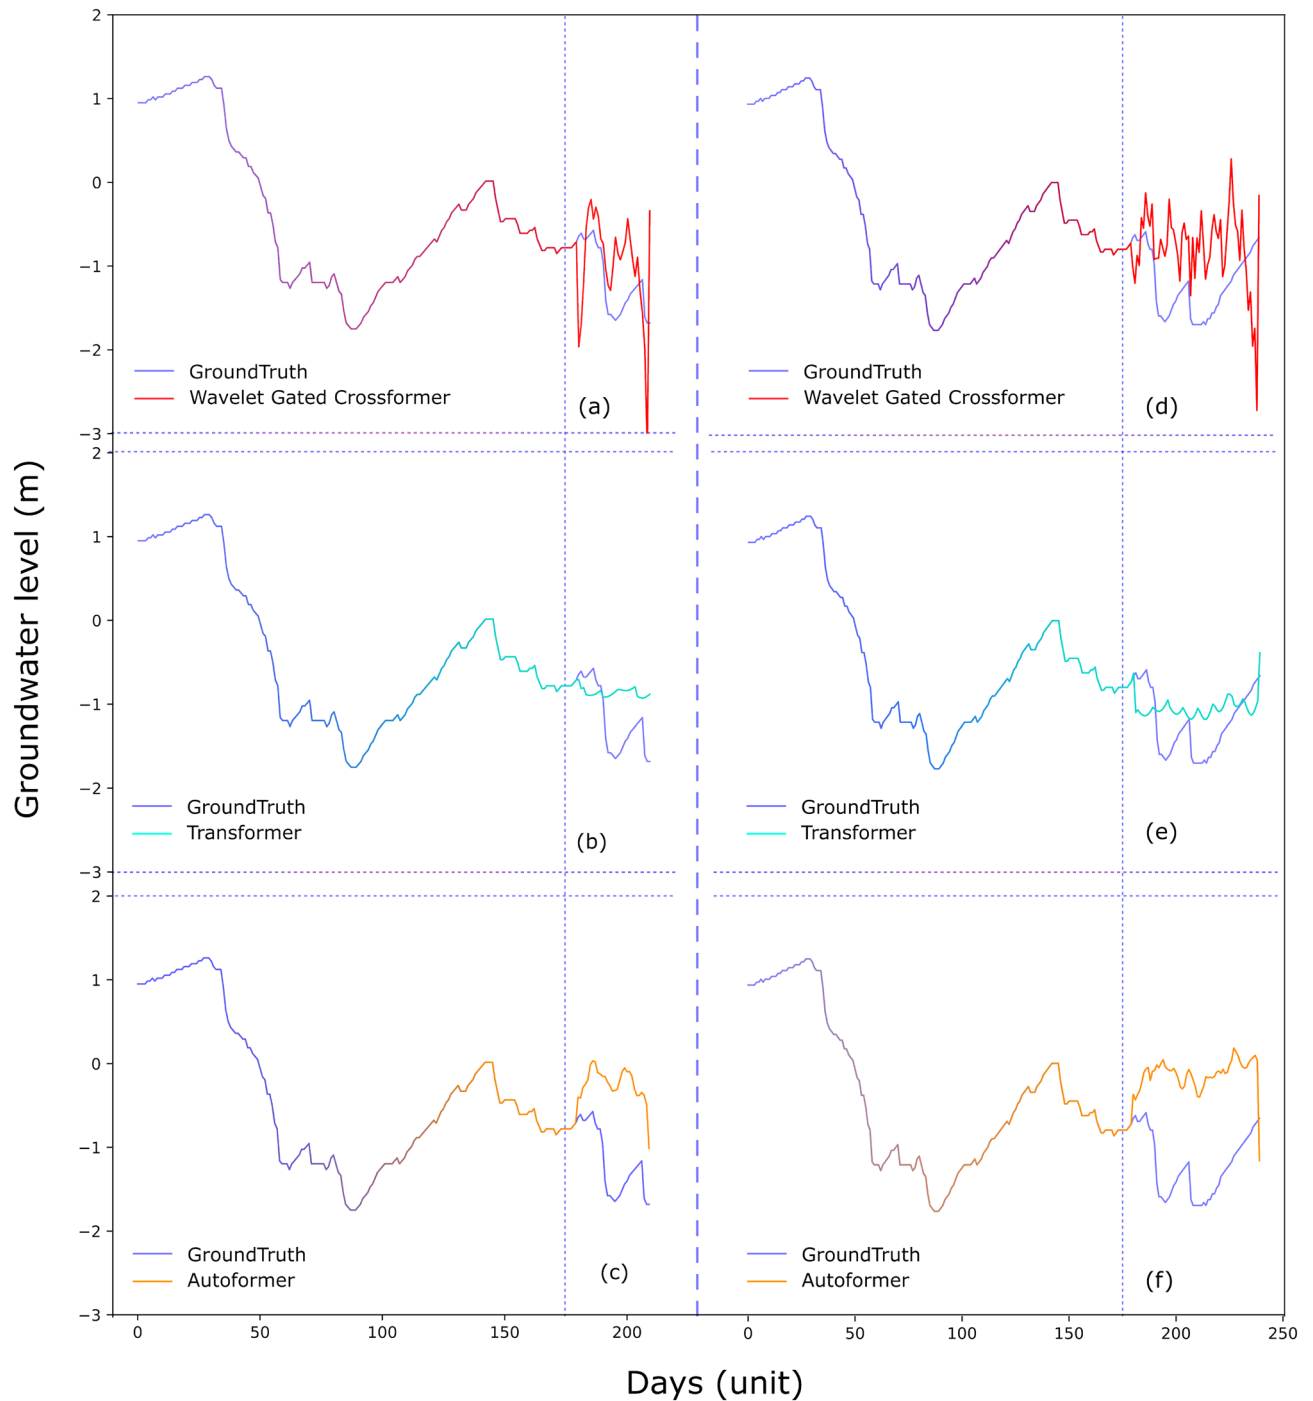 2
1
0
−1
−2
−3
GroundTruth
Wavelet Gated Crossformer
(a)
GroundTruth
Wavelet Gated Crossformer
(d)
Groundwater level (m)
2
1
0
−1
−2
−3
GroundTruth
Transformer
(b)
GroundTruth
Transformer
(e)
2
1
0
−1
−2
−3
GroundTruth
Autoformer
(c)
GroundTruth
Autoformer
(f)
0 50 100 150 200
0 50 100 150 200 250
Days (unit)